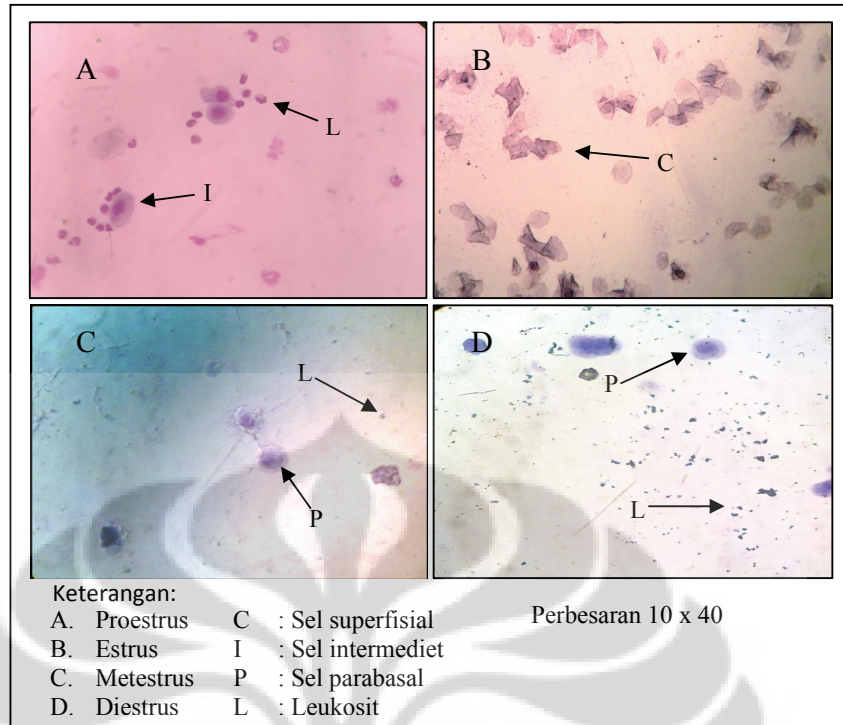 A
L
I
B
C
C
L
P
D
P
L
Keterangan:
A. Proestrus C : Sel superfisial Perbesaran 10 x 40
B. Estrus I : Sel intermediet
C. Metestrus P : Sel parabasal
D. Diestrus L : Leukosit